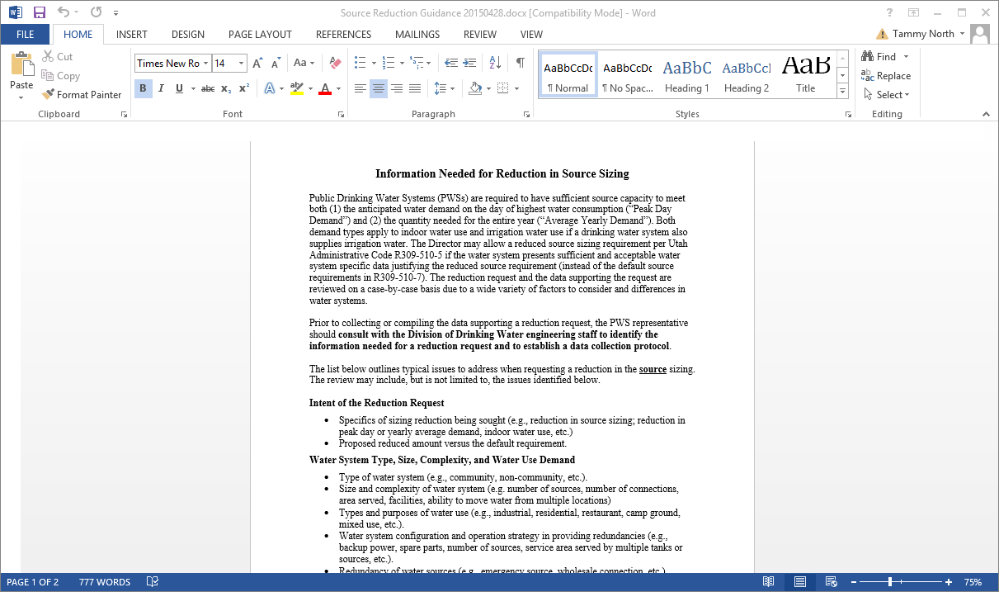 Source Reduction Guidance 20150428.docx [Compatibility Mode] - Word
FILE HOME INSERT DESIGN PAGE LAYOUT REFERENCES MAILINGS REVIEW VIEW Tammy North
Paste
Cut
Copy
Format Painter
Clipboard
Times New Ro 14
Font
Paragraph
AaBbCcDc AaBbCcDc AaBbC AaBbCcI AaB
¶ Normal ¶ No Spac... Heading 1 Heading 2 Title
Styles
Find
Replace
Select
Editing
Information Needed for Reduction in Source Sizing
Public Drinking Water Systems (PWSs) are required to have sufficient source capacity to meet
both (1) the anticipated water demand on the day of highest water consumption (“Peak Day
Demand”) and (2) the quantity needed for the entire year (“Average Yearly Demand”). Both
demand types apply to indoor water use and irrigation water use if a drinking water system also
supplies irrigation water. The Director may allow a reduced source sizing requirement per Utah
Administrative Code R309-510-5 if the water system presents sufficient and acceptable water
system specific data justifying the reduced source requirement (instead of the default source
requirements in R309-510-7). The reduction request and the data supporting the request are
reviewed on a case-by-case basis due to a wide variety of factors to consider and differences in
water systems.
Prior to collecting or compiling the data supporting a reduction request, the PWS representative
should consult with the Division of Drinking Water engineering staff to identify the
information needed for a reduction request and to establish a data collection protocol.
The list below outlines typical issues to address when requesting a reduction in the source sizing.
The review may include, but is not limited to, the issues identified below.
Intent of the Reduction Request
• Specifics of sizing reduction being sought (e.g., reduction in source sizing; reduction in
peak day or yearly average demand, indoor water use, etc.)
• Proposed reduced amount versus the default requirement.
Water System Type, Size, Complexity, and Water Use Demand
• Type of water system (e.g., community, non-community, etc.).
• Size and complexity of water system (e.g. number of sources, number of connections,
area served, facilities, ability to move water from multiple locations)
• Types and purposes of water use (e.g., industrial, residential, restaurant, camp ground,
mixed use, etc.).
• Water system configuration and operation strategy in providing redundancies (e.g.,
backup power, spare parts, number of sources, service area served by multiple tanks or
sources, etc.).
• Redundancy of water sources (e.g., emergency source, wholesale connection, etc.)
PAGE 1 OF 2 777 WORDS 75%